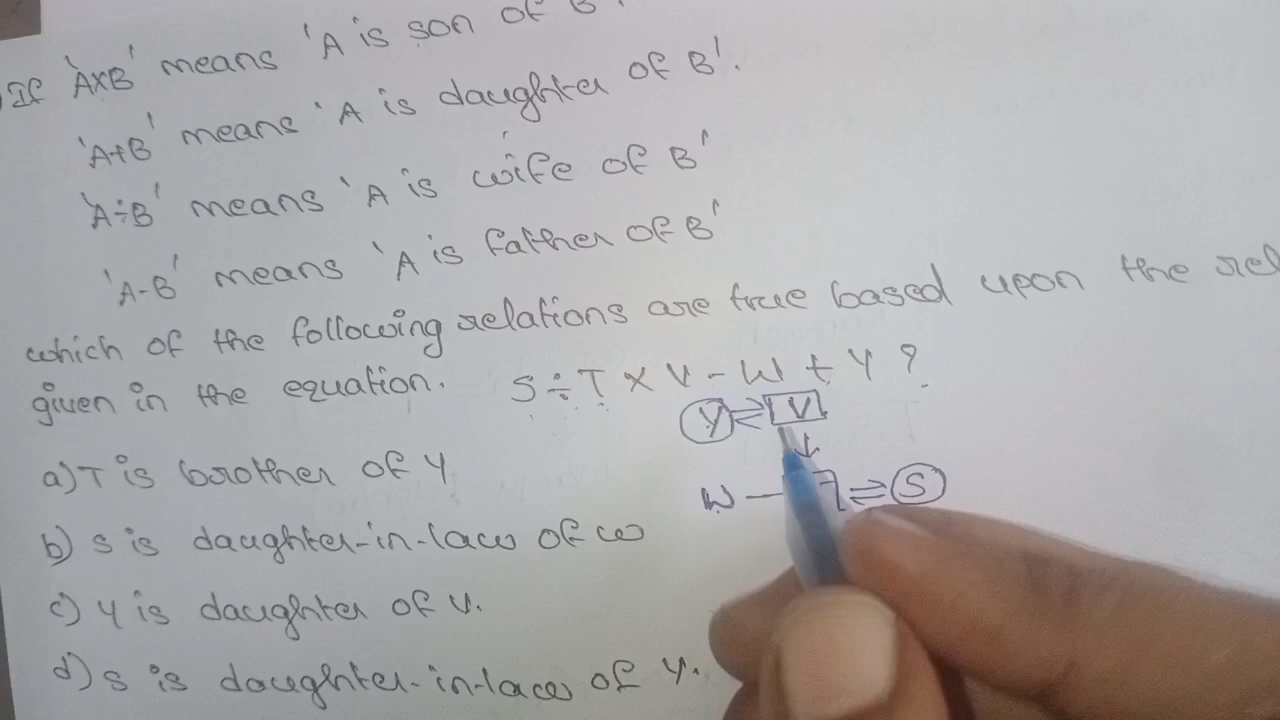 If 'A×B' means 'A is son of B'.
'A+B' means 'A is daughter of B'.
'A÷B' means 'A is wife of B'
'A-B' means 'A is father of B'
which of the following relations are true based upon the rel
given in the equation. S÷T×V-W+Y?
Y⇌V
↓
W— ⇌S
a) T is brother of Y
b) S is daughter-in-law of w
c) Y is daughter of V.
d) S is daughter-in-law of Y.